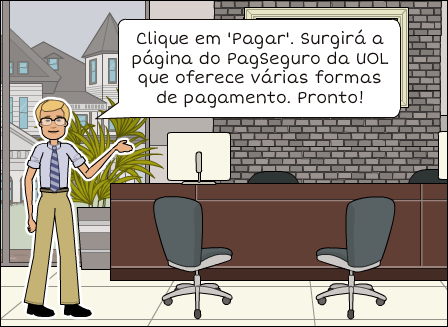 Clique em 'Pagar'. Surgirá a
página do PagSeguro da UOL
que oferece várias formas
de pagamento. Pronto!